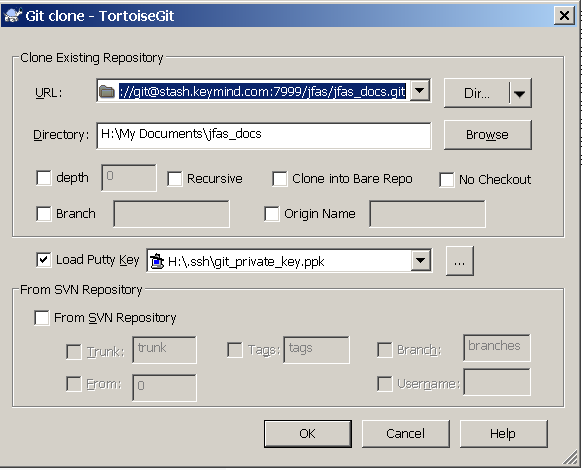 Git clone - TortoiseGit
Clone Existing Repository
URL: ://git@stash.keymind.com:7999/jfas/jfas_docs.git Dir...
Directory: H:\My Documents\jfas_docs Browse
depth 0 Recursive Clone into Bare Repo No Checkout
Branch Origin Name
Load Putty Key H:\.ssh\git_private_key.ppk ...
From SVN Repository
From SVN Repository
Trunk: trunk Tags: tags Branch: branches
From: 0 Username:
OK Cancel Help